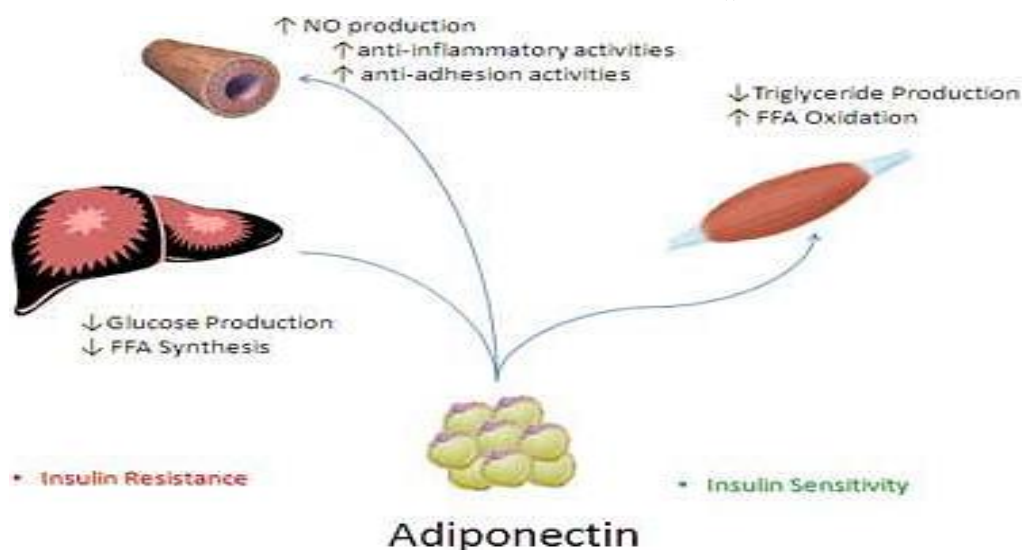 ↑ NO production
↑ anti-inflammatory activities
↑ anti-adhesion activities
↓ Triglyceride Production
↑ FFA Oxidation
↓ Glucose Production
↓ FFA Synthesis
• Insulin Resistance
• Insulin Sensitivity
Adiponectin